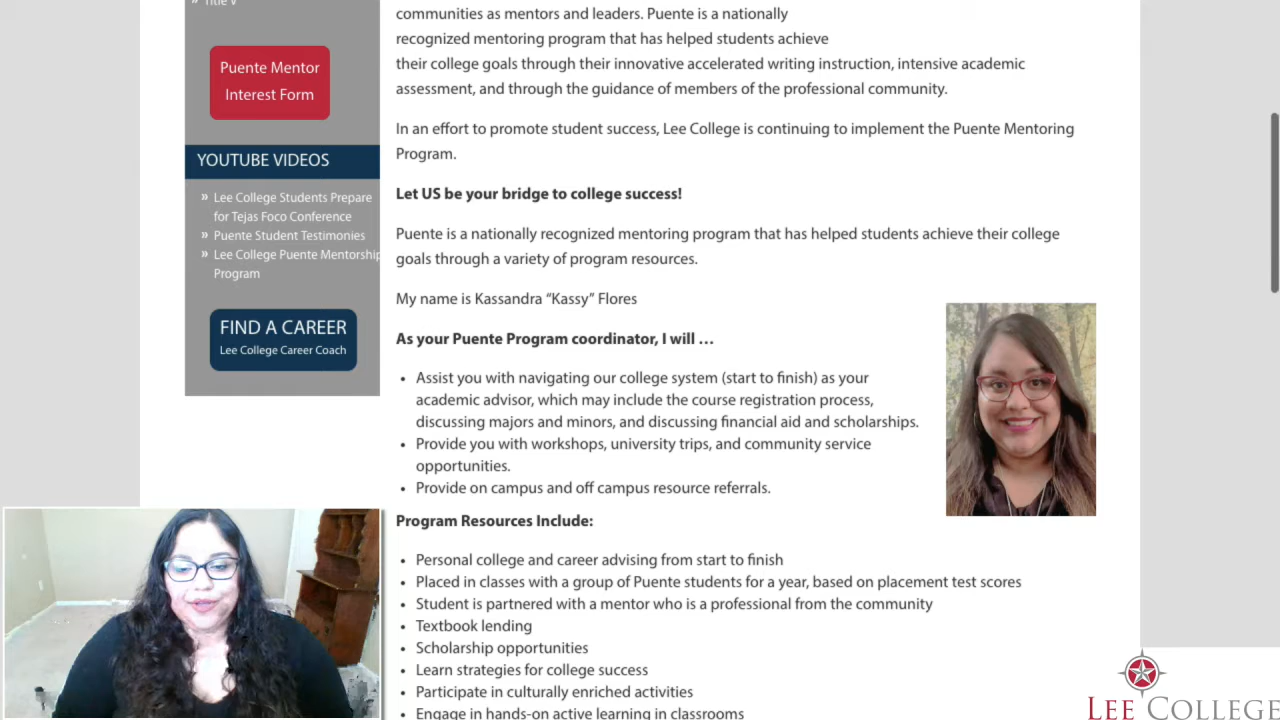 Title V
Puente Mentor
Interest Form
YOUTUBE VIDEOS
» Lee College Students Prepare
for Tejas Foco Conference
» Puente Student Testimonies
» Lee College Puente Mentorship
Program
FIND A CAREER
Lee College Career Coach
communities as mentors and leaders. Puente is a nationally
recognized mentoring program that has helped students achieve
their college goals through their innovative accelerated writing instruction, intensive academic
assessment, and through the guidance of members of the professional community.
In an effort to promote student success, Lee College is continuing to implement the Puente Mentoring
Program.
Let US be your bridge to college success!
Puente is a nationally recognized mentoring program that has helped students achieve their college
goals through a variety of program resources.
My name is Kassandra “Kassy” Flores
As your Puente Program coordinator, I will …
• Assist you with navigating our college system (start to finish) as your
academic advisor, which may include the course registration process,
discussing majors and minors, and discussing financial aid and scholarships.
• Provide you with workshops, university trips, and community service
opportunities.
• Provide on campus and off campus resource referrals.
Program Resources Include:
• Personal college and career advising from start to finish
• Placed in classes with a group of Puente students for a year, based on placement test scores
• Student is partnered with a mentor who is a professional from the community
• Textbook lending
• Scholarship opportunities
• Learn strategies for college success
• Participate in culturally enriched activities
• Engage in hands-on active learning in classrooms
LEE COLLEGE